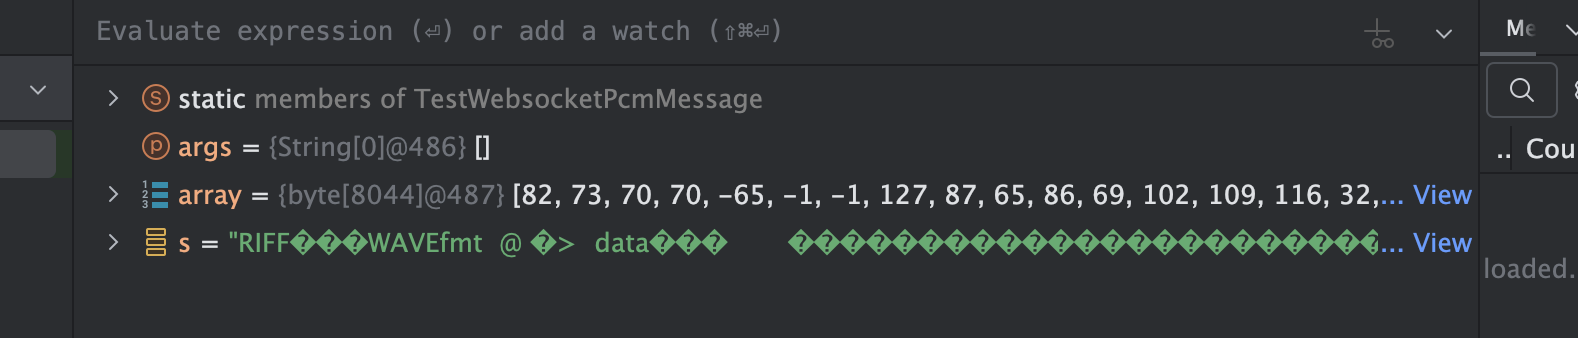 Evaluate expression (⏎) or add a watch (⇧⌘⏎)
Me
static members of TestWebsocketPcmMessage
args = {String[0]@486} []
.. Cou
array = {byte[8044]@487} [82, 73, 70, 70, -65, -1, -1, 127, 87, 65, 86, 69, 102, 109, 116, 32,... View
s = "RIFF���WAVEfmt @ �> data��� �����������������������... View
loaded.